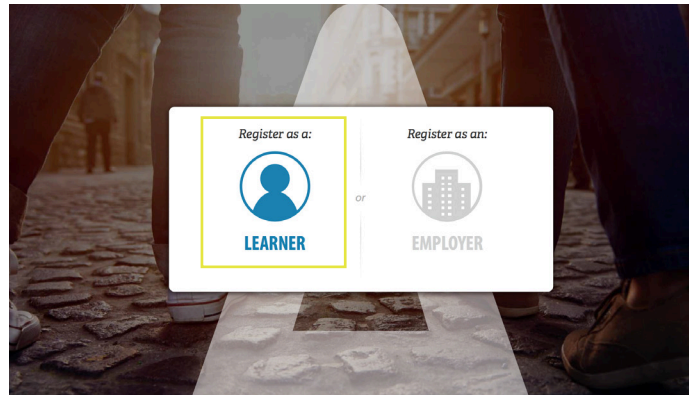 Register as a:
LEARNER
or
Register as an:
EMPLOYER